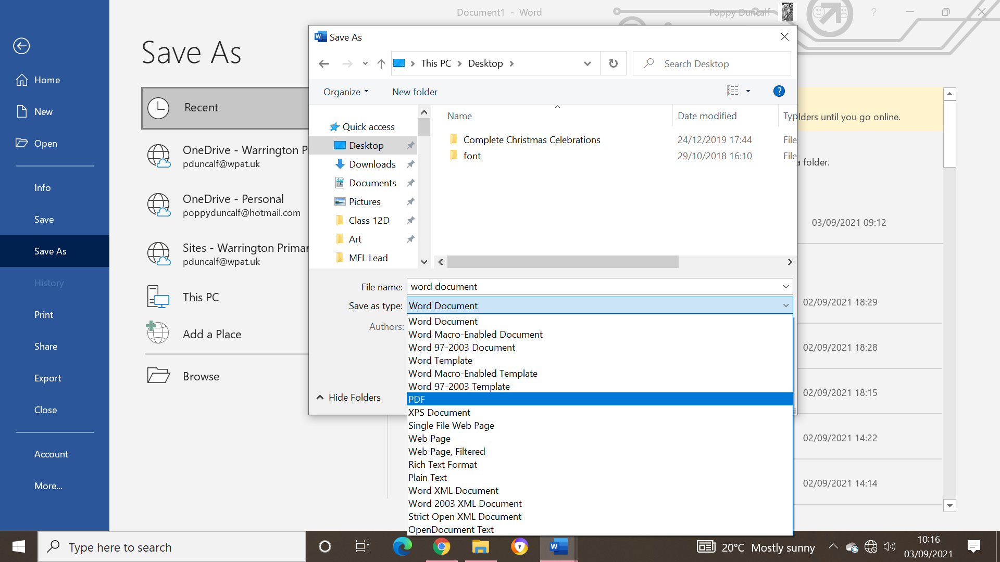 Document1 - Word
Poppy Duncalf
?
Save As
Home
New
Open
Info
Save
Save As
History
Print
Share
Export
Close
Account
More...
Recent
OneDrive - Warrington P
pduncalf@wpat.uk
OneDrive - Personal
poppyduncalf@hotmail.com
Sites - Warrington Primar
pduncalf@wpat.uk
This PC
Add a Place
Browse
W Save As
This PC
Desktop
Search Desktop
Organize
New folder
?
Quick access
Desktop
Downloads
Documents
Pictures
Class 12D
Art
MFL Lead
Name Date modified Typ
Complete Christmas Celebrations 24/12/2019 17:44 File
font 29/10/2018 16:10 File
File name: word document
Save as type: Word Document
Authors:
Word Document
Word Macro-Enabled Document
Word 97-2003 Document
Word Template
Word Macro-Enabled Template
Word 97-2003 Template
PDF
XPS Document
Single File Web Page
Web Page
Web Page, Filtered
Rich Text Format
Plain Text
Word XML Document
Word 2003 XML Document
Strict Open XML Document
OpenDocument Text
Hide Folders
lders until you go online.
a folder.
03/09/2021 09:12
02/09/2021 18:29
02/09/2021 18:28
02/09/2021 18:15
02/09/2021 14:22
02/09/2021 14:14
Type here to search
W
20°C Mostly sunny
10:16
03/09/2021